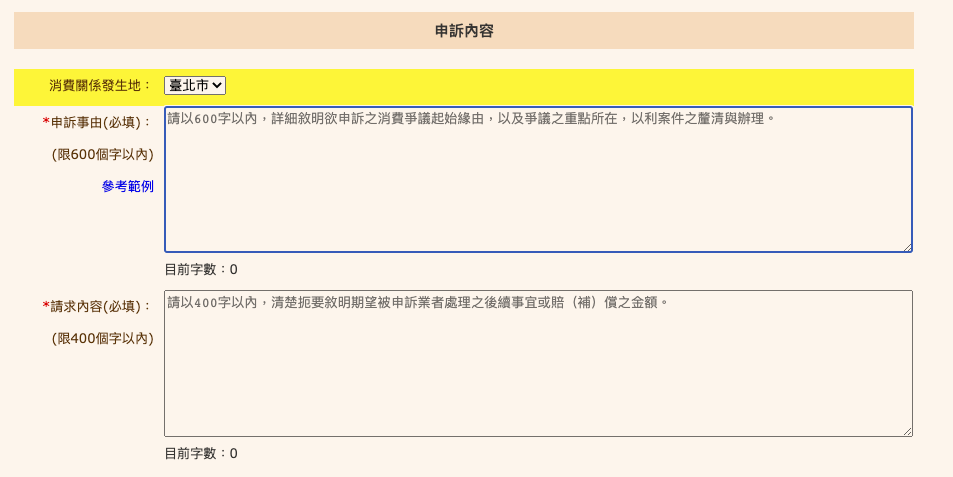 申訴內容
消費關係發生地： 臺北市
*申訴事由(必填)：
(限600個字以內)
參考範例
請以600字以內，詳細敘明欲申訴之消費爭議起始緣由，以及爭議之重點所在，以利案件之釐清與辦理。
目前字數：0
*請求內容(必填)：
(限400個字以內)
請以400字以內，清楚扼要敘明期望被申訴業者處理之後續事宜或賠（補）償之金額。
目前字數：0